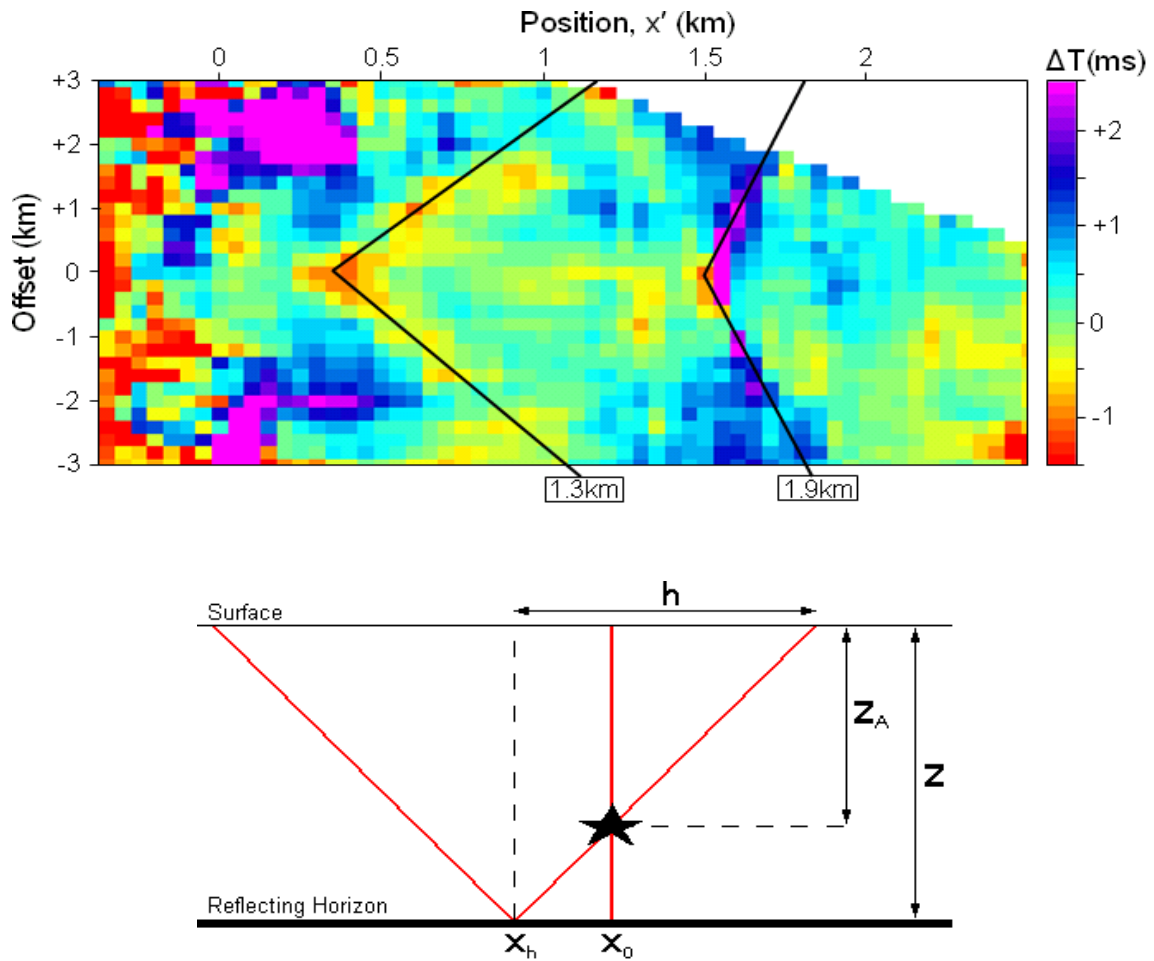 Position, x′ (km)
0 0.5 1 1.5 2
ΔT(ms)
Offset (km)
+3
+2
+1
0
-1
-2
-3
+2
+1
0
-1
1.3km 1.9km
h
Surface
Z_A
Z
Reflecting Horizon
x_h x_0